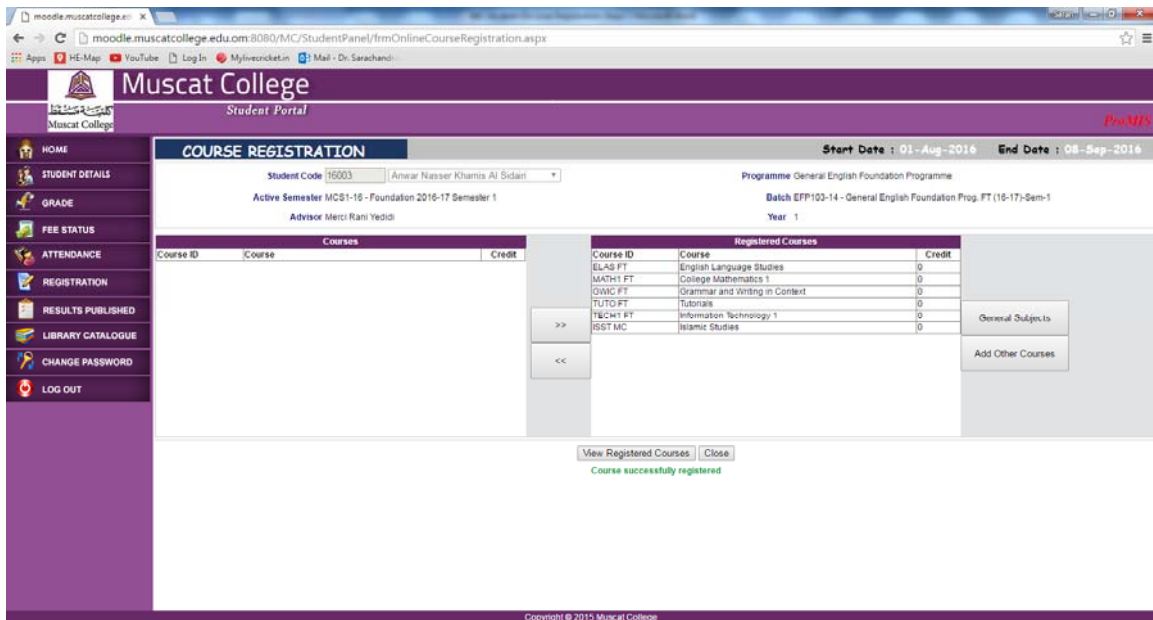 moodle.muscatcollege.ed
moodle.muscatcollege.edu.om:8080/MC/StudentPanel/frmOnlineCourseRegistration.aspx
Apps HE-Map YouTube Log In Mylivecricket.in Mail - Dr. Sarachandr
Muscat College
Student Portal
Muscat College
ProMIS
HOME
STUDENT DETAILS
GRADE
FEE STATUS
ATTENDANCE
REGISTRATION
RESULTS PUBLISHED
LIBRARY CATALOGUE
CHANGE PASSWORD
LOG OUT
COURSE REGISTRATION Start Date : 01-Aug-2016 End Date : 08-Sep-2016
Student Code 16003 Anwar Nasser Khamis Al Sidairi Programme General English Foundation Programme
Active Semester MCS1-16 - Foundation 2016-17 Semester 1 Batch EFP103-14 - General English Foundation Prog. FT (16-17)-Sem-1
Advisor Merci Rani Yedidi Year 1
Courses
Course ID Course Credit
>>
<<
Registered Courses
Course ID Course Credit
ELAS FT English Language Studies 0
MATH1 FT College Mathematics 1 0
GWIC FT Grammar and Writing in Context 0
TUTO FT Tutorials 0
TECH1 FT Information Technology 1 0
ISST MC Islamic Studies 0
General Subjects
Add Other Courses
View Registered Courses Close
Course successfully registered
Copyright © 2015 Muscat College